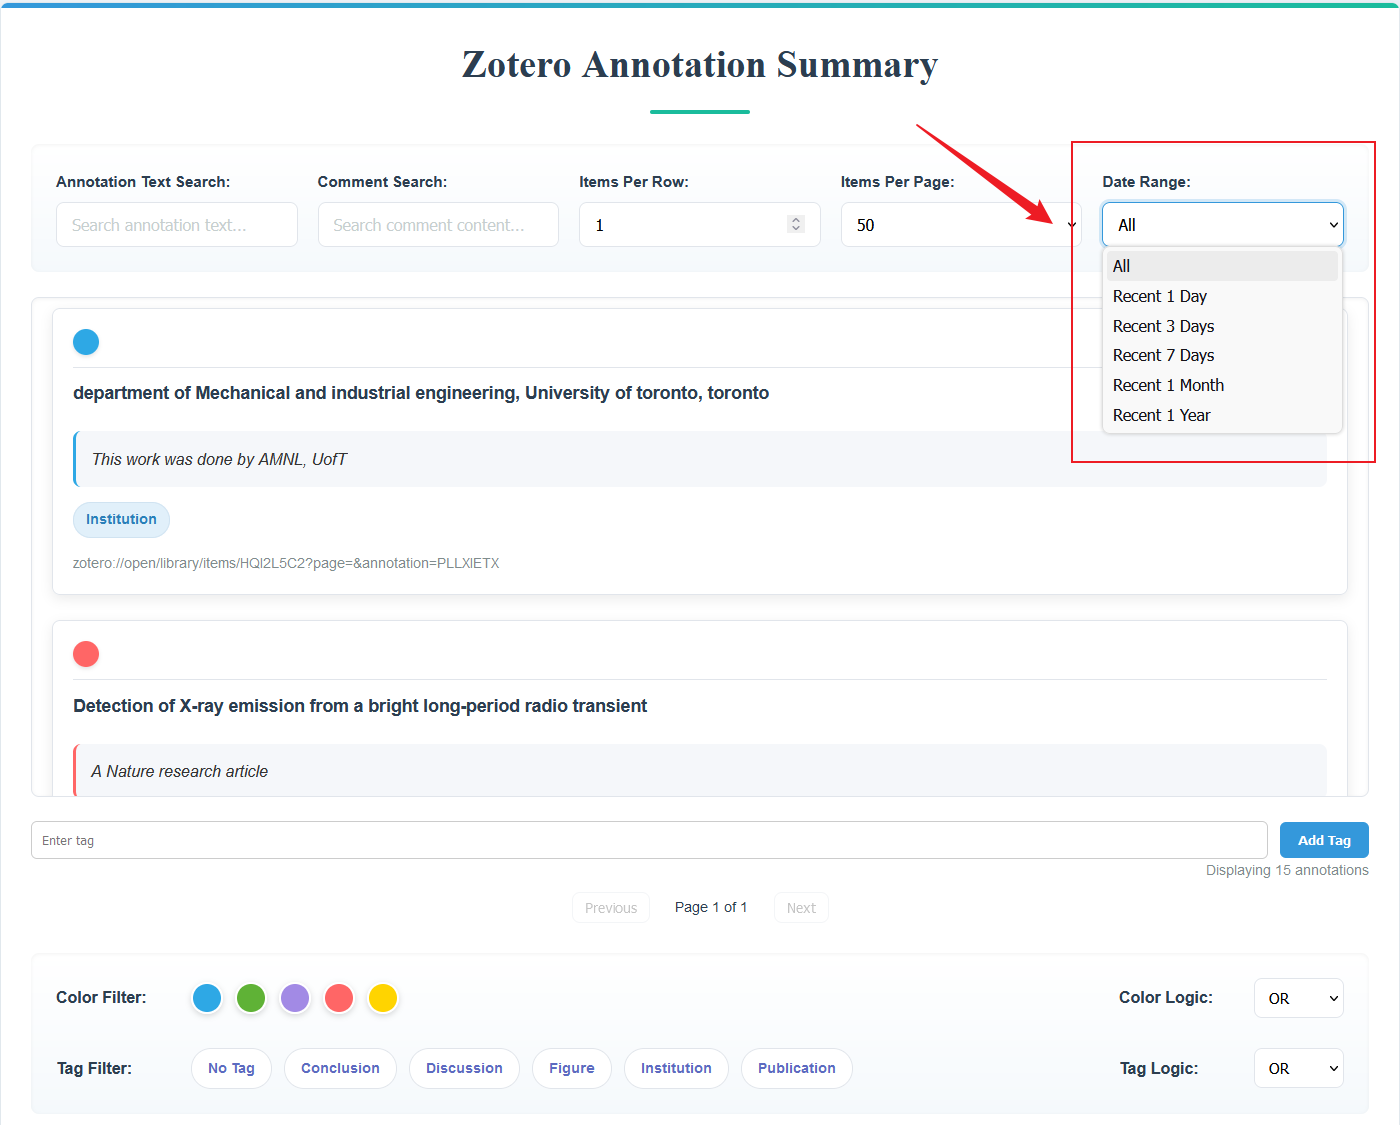 Zotero Annotation Summary
Annotation Text Search:
Comment Search:
Items Per Row:
Items Per Page:
Date Range:
Search annotation text...
Search comment content...
1
50
All
All
Recent 1 Day
Recent 3 Days
Recent 7 Days
Recent 1 Month
Recent 1 Year
department of Mechanical and industrial engineering, University of toronto, toronto
This work was done by AMNL, UofT
Institution
zotero://open/library/items/HQI2L5C2?page=&annotation=PLLXIETX
Detection of X-ray emission from a bright long-period radio transient
A Nature research article
Enter tag
Add Tag
Displaying 15 annotations
Previous
Page 1 of 1
Next
Color Filter:
Color Logic:
OR
Tag Filter:
No Tag
Conclusion
Discussion
Figure
Institution
Publication
Tag Logic:
OR